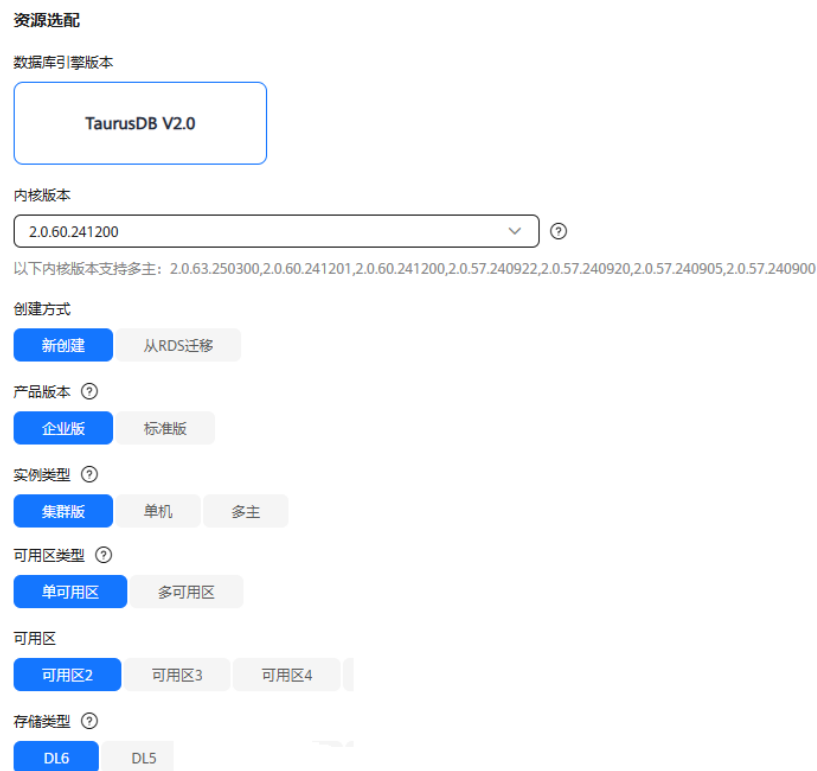 资源选配
数据库引擎版本
TaurusDB V2.0
内核版本
2.0.60.241200
以下内核版本支持多主：2.0.63.250300,2.0.60.241201,2.0.60.241200,2.0.57.240922,2.0.57.240920,2.0.57.240905,2.0.57.240900
创建方式
新创建 从RDS迁移
产品版本
企业版 标准版
实例类型
集群版 单机 多主
可用区类型
单可用区 多可用区
可用区
可用区2 可用区3 可用区4
存储类型
DL6 DL5